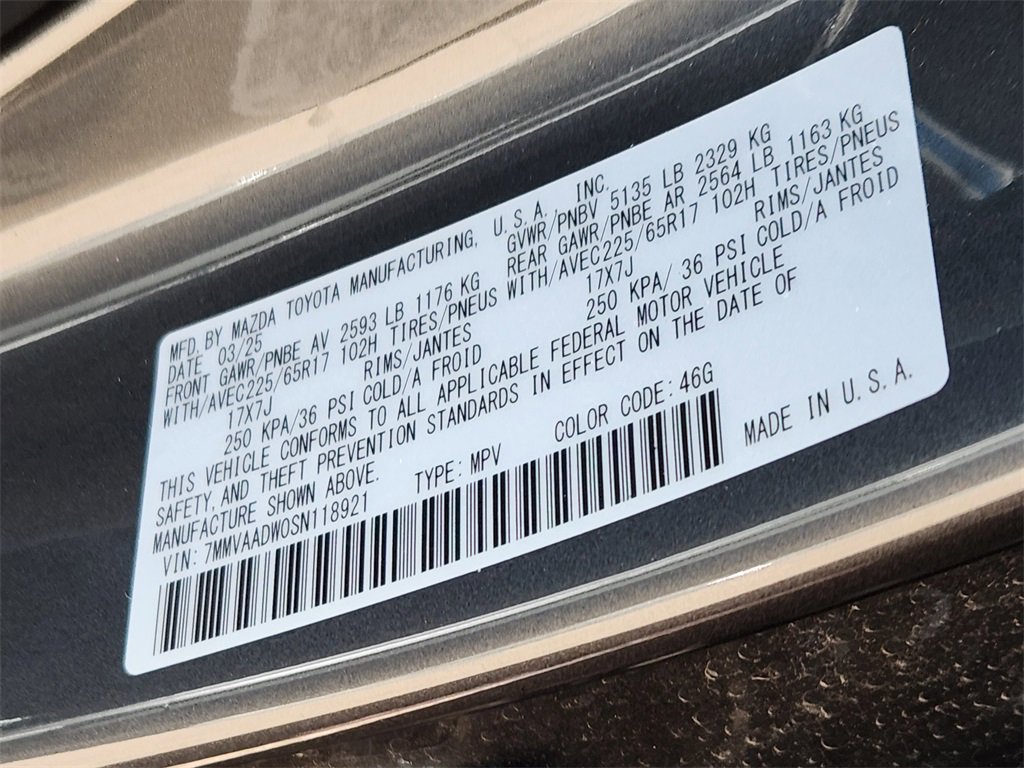 MFD. BY MAZDA TOYOTA MANUFACTURING, U.S.A. INC.
DATE 03/25 GVWR/PNBV 5135 LB 2329 KG
FRONT GAWR/PNBE AV 2593 LB 1176 KG REAR GAWR/PNBE AR 2564 LB 1163 KG
WITH/AVEC225/65R17 102H TIRES/PNEUS WITH/AVEC225/65R17 102H TIRES/PNEUS
17X7J RIMS/JANTES 17X7J RIMS/JANTES
250 KPA/36 PSI COLD/A FROID 250 KPA/ 36 PSI COLD/A FROID
THIS VEHICLE CONFORMS TO ALL APPLICABLE FEDERAL MOTOR VEHICLE
SAFETY, AND THEFT PREVENTION STANDARDS IN EFFECT ON THE DATE OF
MANUFACTURE SHOWN ABOVE.
VIN: 7MMVAADW0SN118921 TYPE: MPV COLOR CODE: 46G
MADE IN U.S.A.